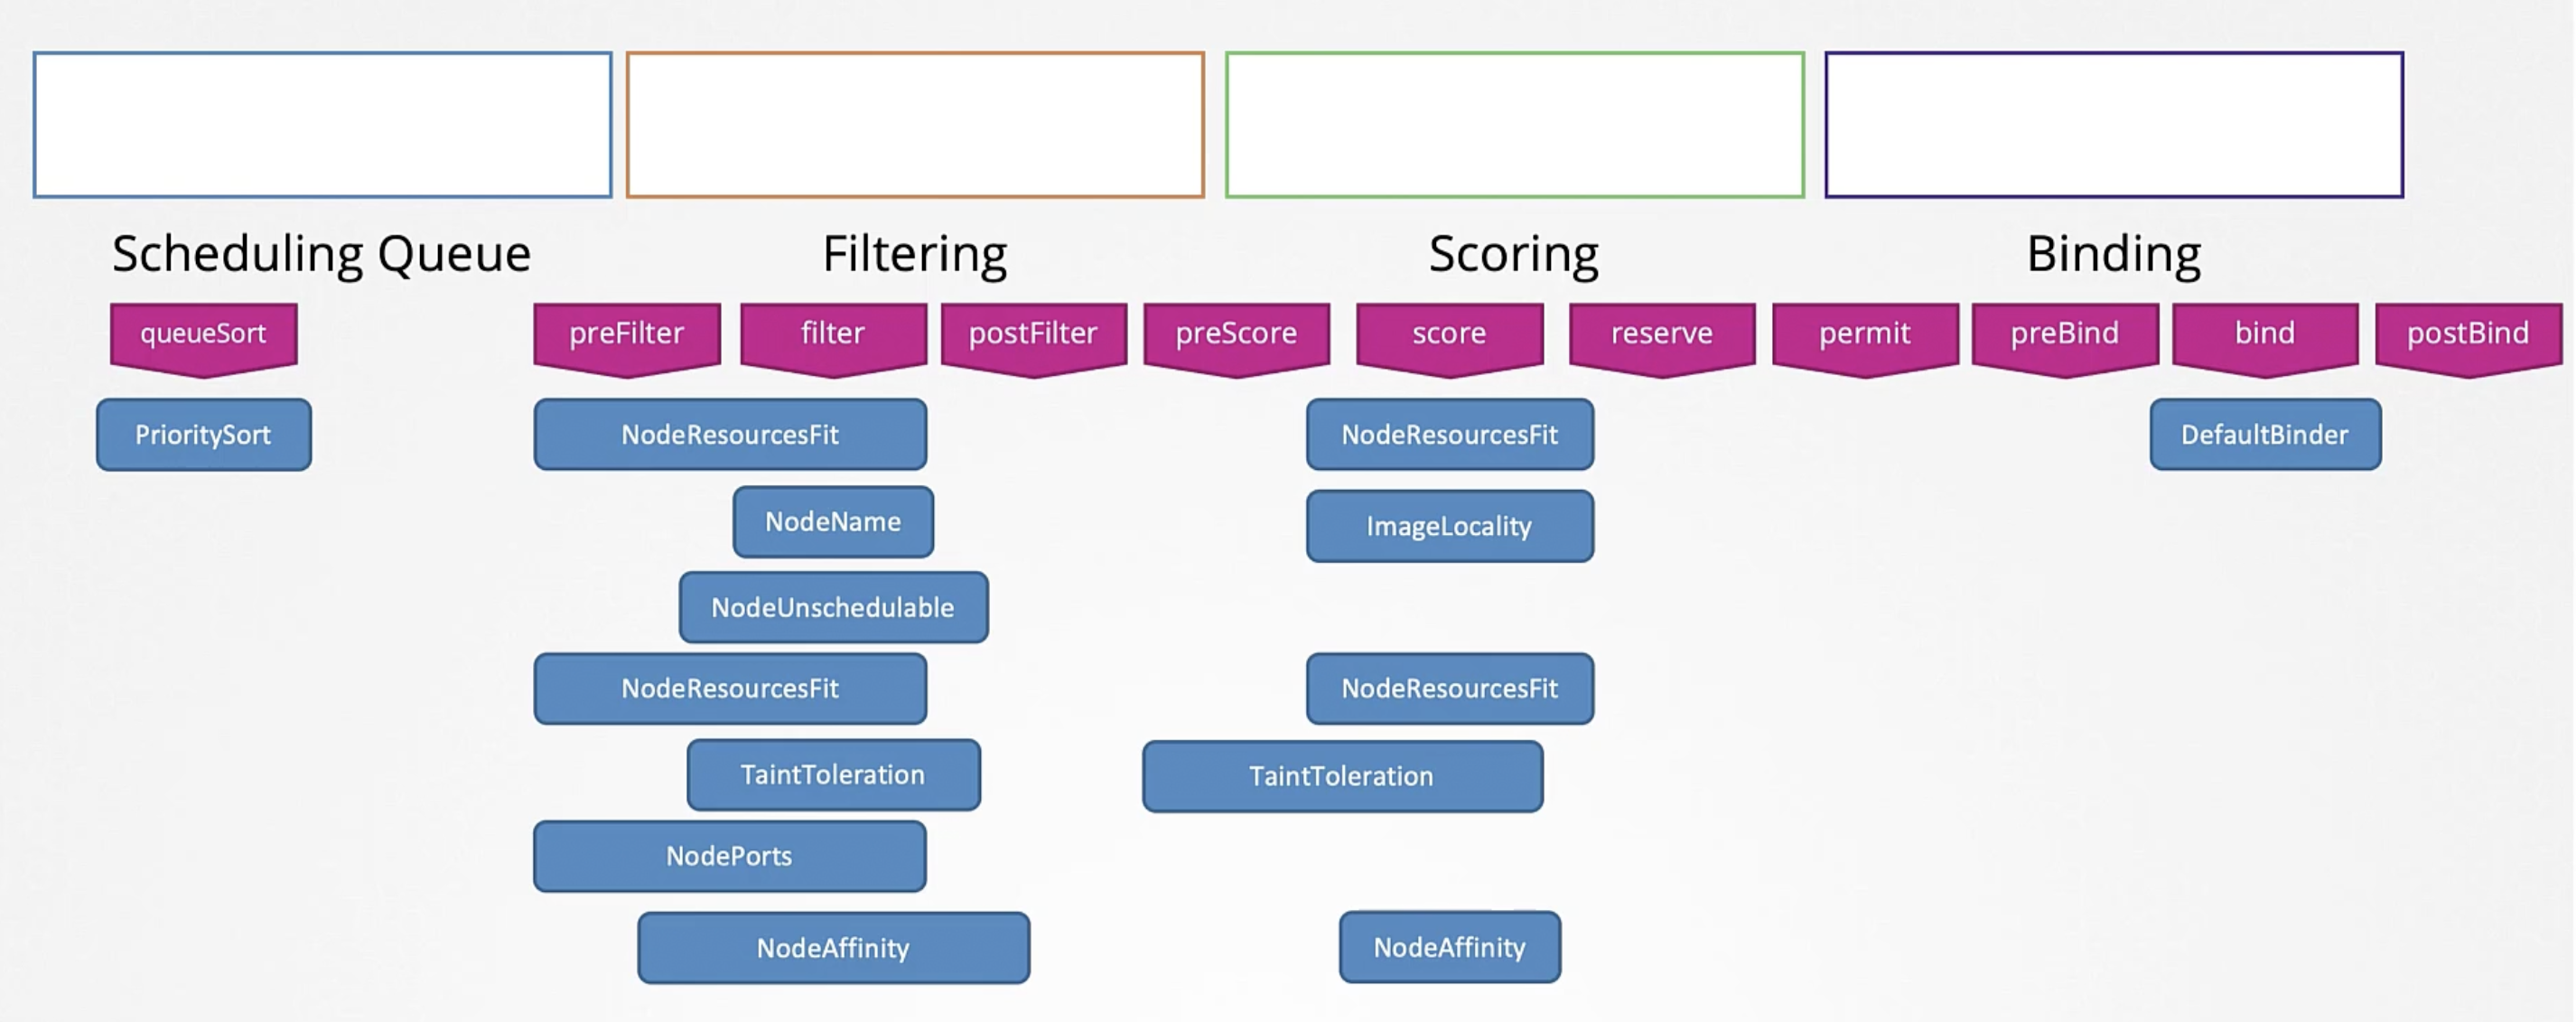 Scheduling Queue
Filtering
Scoring
Binding
queueSort
preFilter
filter
postFilter
preScore
score
reserve
permit
preBind
bind
postBind
PrioritySort
NodeResourcesFit
NodeResourcesFit
DefaultBinder
NodeName
ImageLocality
NodeUnschedulable
NodeResourcesFit
NodeResourcesFit
TaintToleration
TaintToleration
NodePorts
NodeAffinity
NodeAffinity